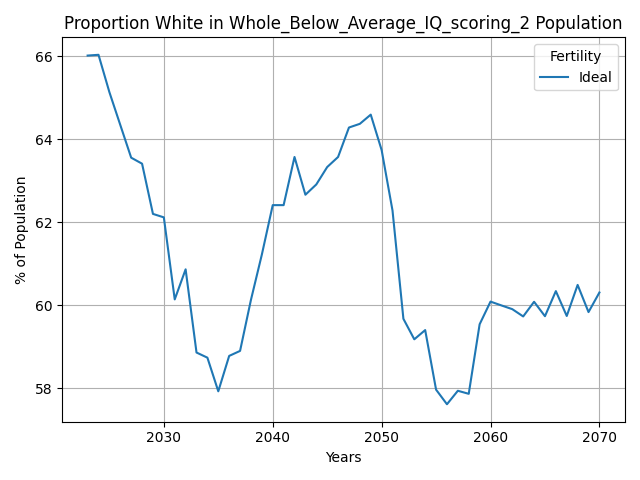 Proportion White in Whole_Below_Average_IQ_scoring_2 Population
Fertility
Ideal
% of Population
66
64
62
60
58
2030 2040 2050 2060 2070
Years